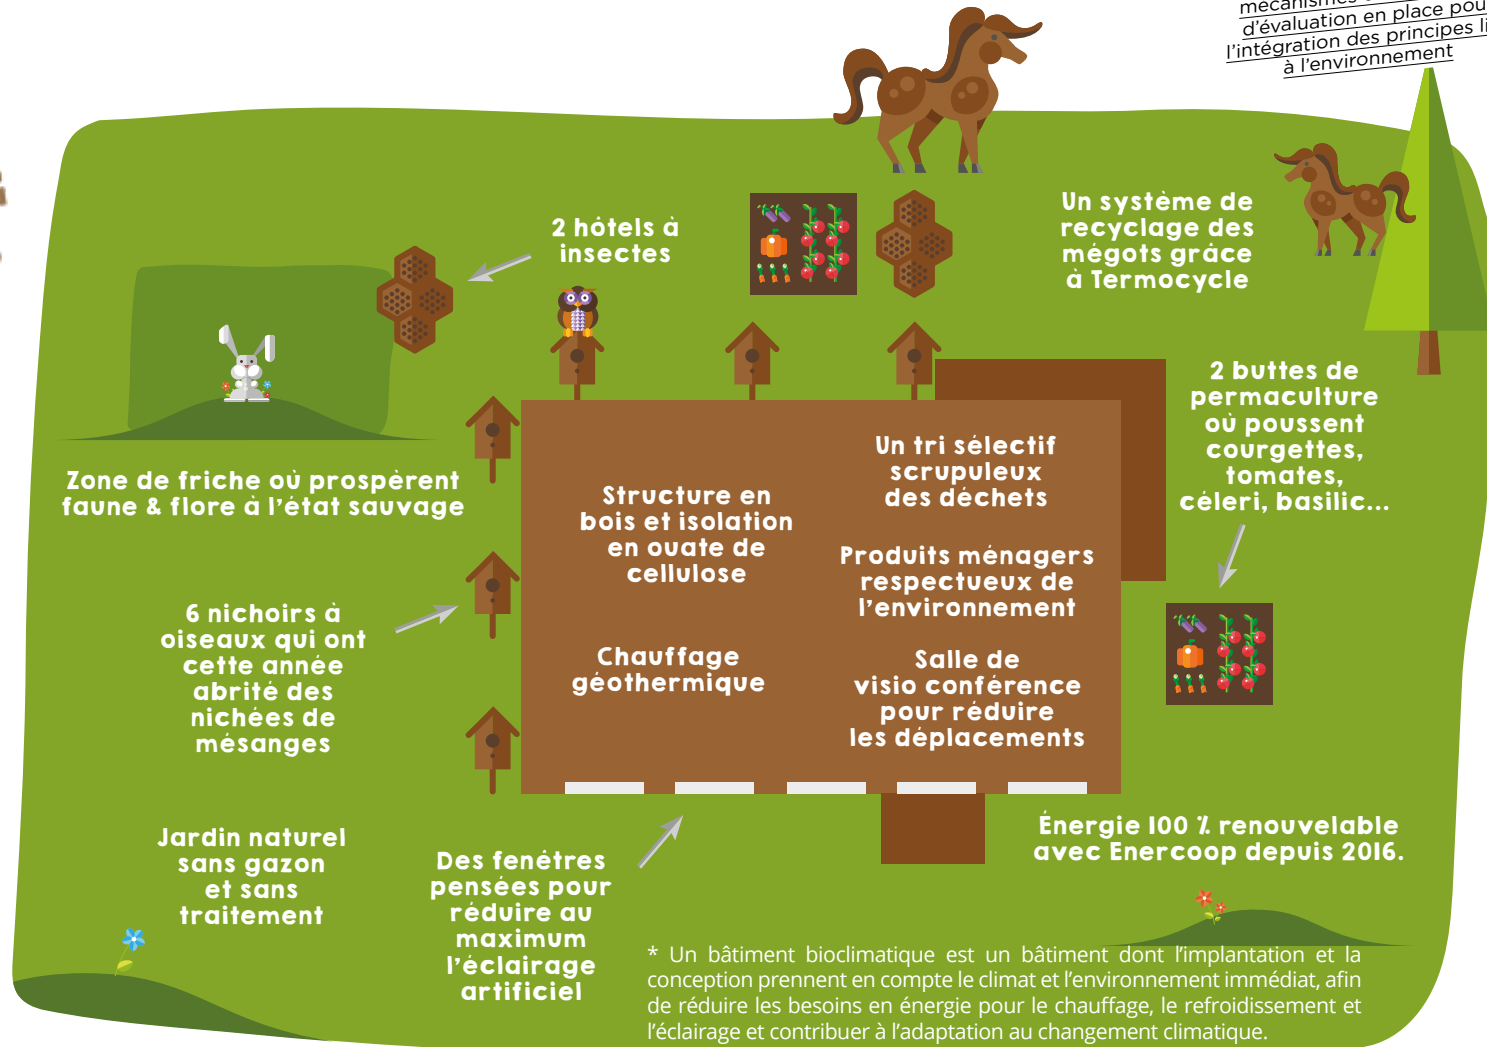 d'évaluation en place
l'intégration des principes
à l'environnement
2 hôtels à
insectes
Un système de
recyclage des
mégots grâce
à Termocycle
2 buttes de
permaculture
où poussent
courgettes,
tomates,
céleri, basilic...
Zone de friche où prospèrent
faune & flore à l'état sauvage
Structure en
bois et isolation
en ouate de
cellulose
Un tri sélectif
scrupuleux
des déchets
Produits ménagers
respectueux de
l'environnement
6 nichoirs à
oiseaux qui ont
cette année
abrité des
nichées de
mésanges
Chauffage
géothermique
Salle de
visio conférence
pour réduire
les déplacements
Jardin naturel
sans gazon
et sans
traitement
Des fenêtres
pensées pour
réduire au
maximum
l'éclairage
artificiel
Énergie 100 % renouvelable
avec Enercoop depuis 2016.
* Un bâtiment bioclimatique est un bâtiment dont l'implantation et la
conception prennent en compte le climat et l'environnement immédiat, afin
de réduire les besoins en énergie pour le chauffage, le refroidissement et
l'éclairage et contribuer à l'adaptation au changement climatique.